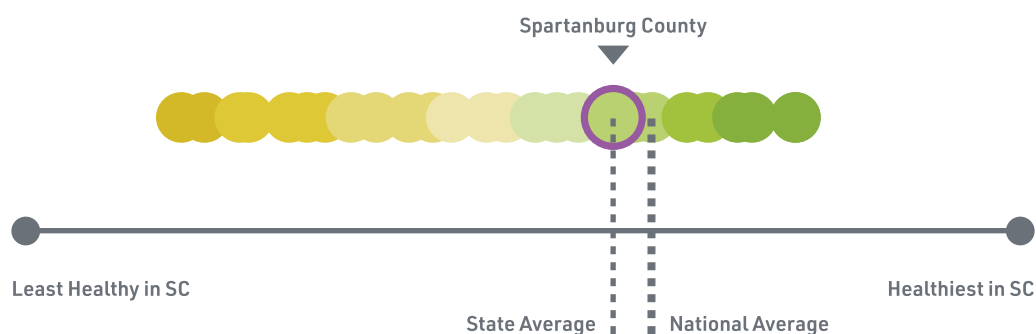 Spartanburg County
Least Healthy in SC
Healthiest in SC
State Average
National Average